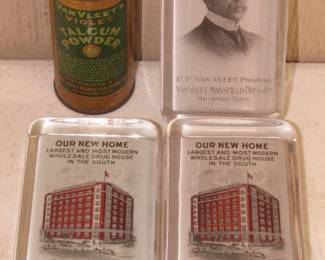 VAN VLEET'S
VIOLET
TALCUM
POWDER
P. P. VAN VLEET, President,
VAN VLEET-MANSFIELD DRUG CO.
MEMPHIS, TENN.
OUR NEW HOME
LARGEST AND MOST MODERN
WHOLESALE DRUG HOUSE
IN THE SOUTH
OUR NEW HOME
LARGEST AND MOST MODERN
WHOLESALE DRUG HOUSE
IN THE SOUTH